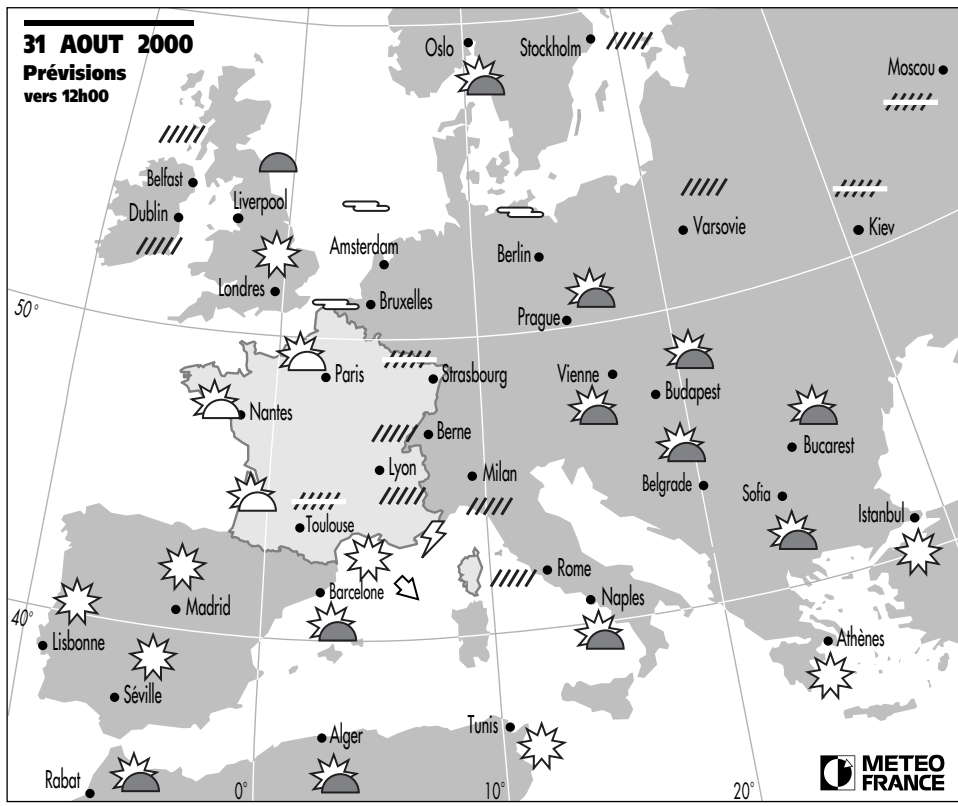 31 AOUT 2000
Prévisions
vers 12h00
Oslo
Stockholm
Moscou
Belfast
Dublin
Liverpool
Amsterdam
Berlin
Varsovie
Kiev
Londres
Bruxelles
50°
Prague
Paris
Strasbourg
Vienne
Budapest
Nantes
Berne
Bucarest
Lyon
Milan
Belgrade
Sofia
Istanbul
Toulouse
Rome
Barcelone
Naples
Madrid
40°
Lisbonne
Athènes
Séville
Tunis
Alger
Rabat
0°
10°
20°
METEO
FRANCE